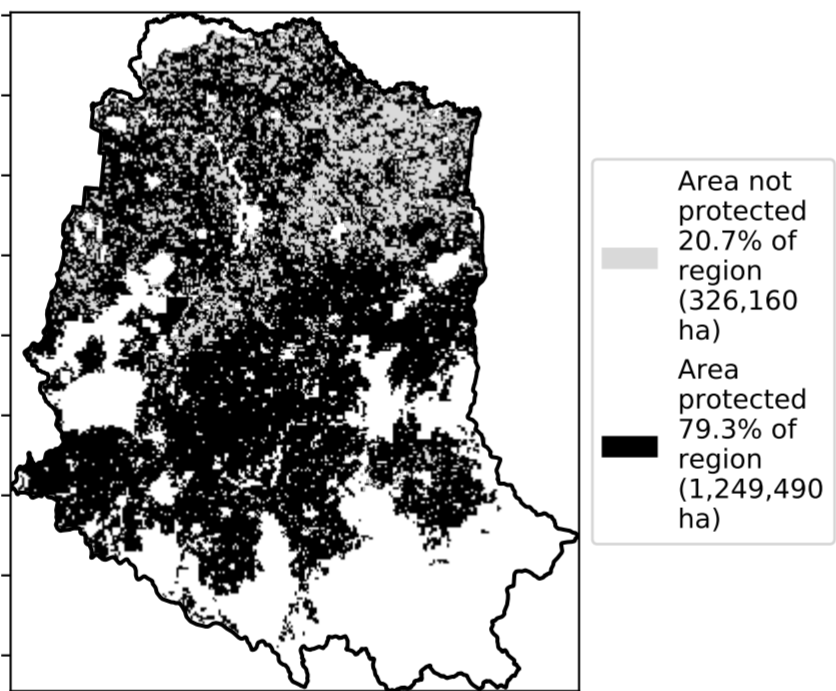 Area not
protected
20.7% of
region
(326,160
ha)
Area
protected
79.3% of
region
(1,249,490
ha)